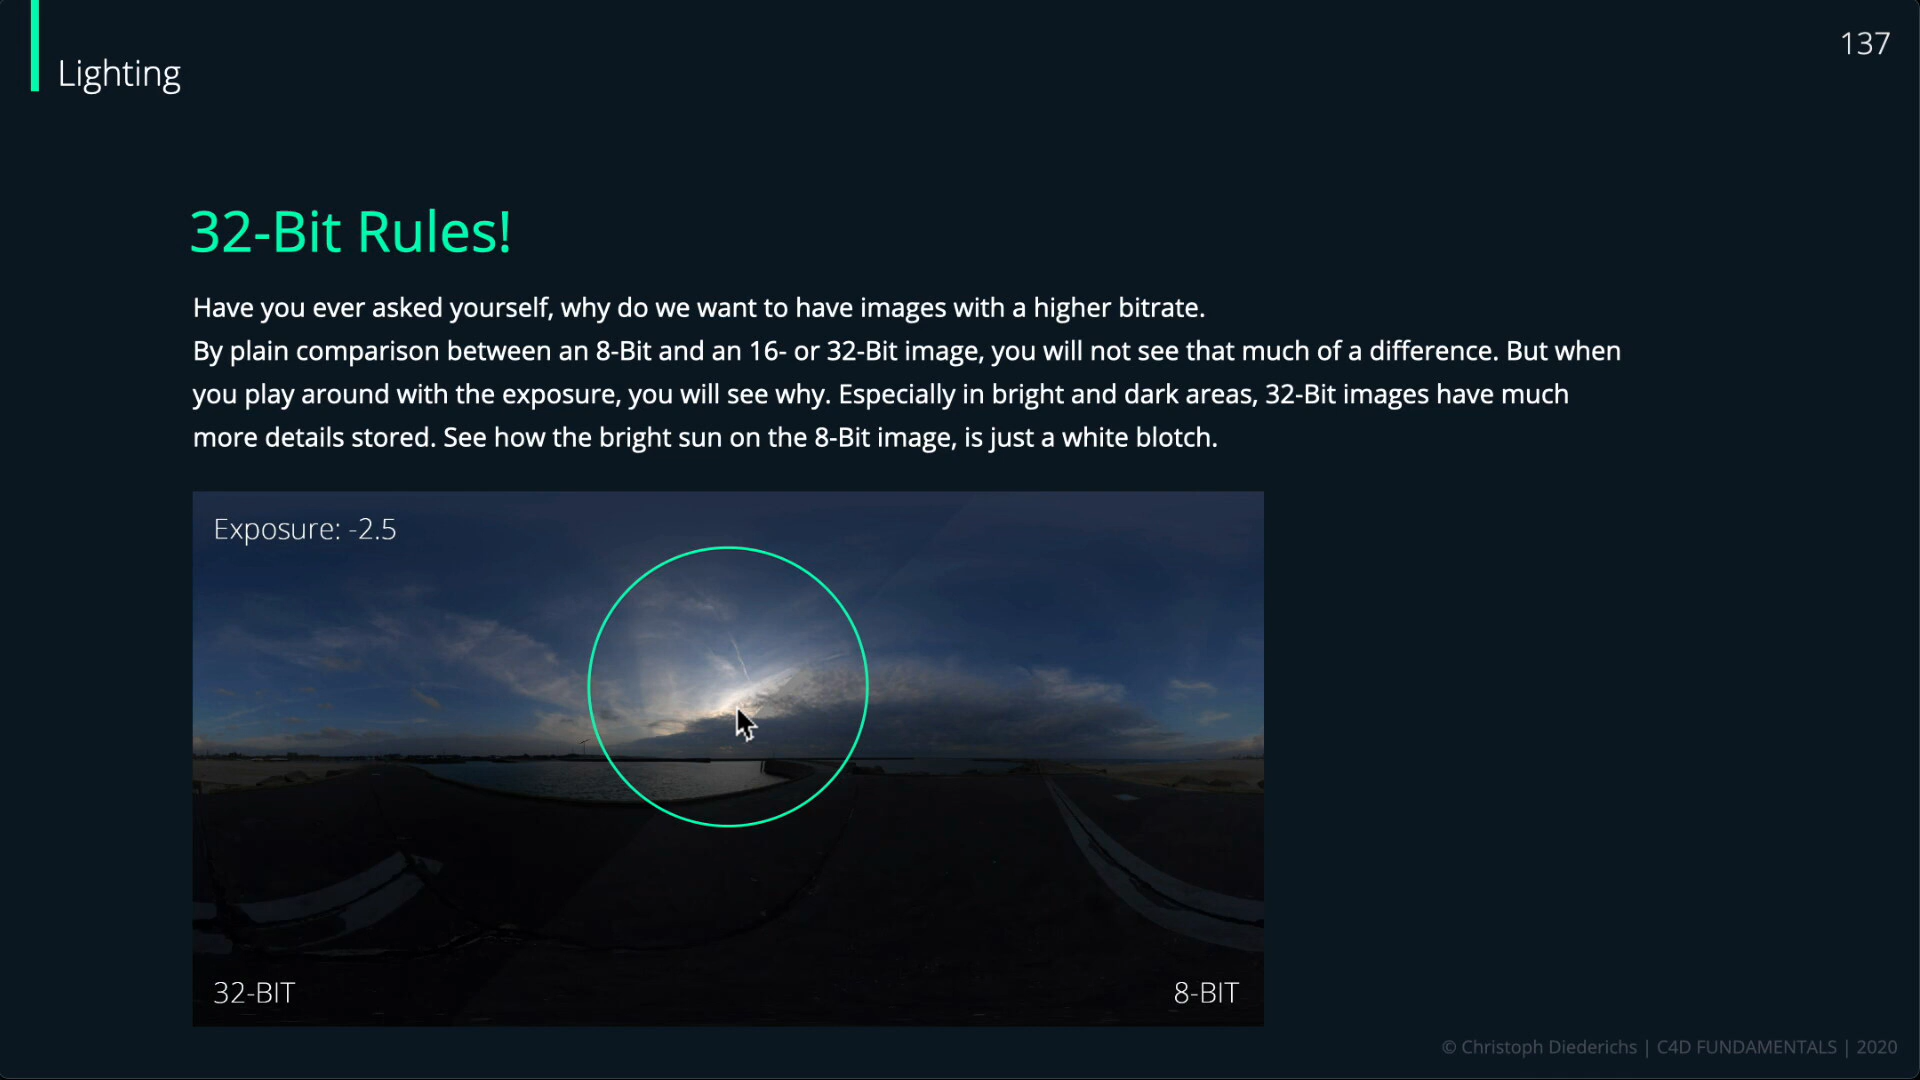 137
Lighting
32-Bit Rules!
Have you ever asked yourself, why do we want to have images with a higher bitrate.
By plain comparison between an 8-Bit and an 16- or 32-Bit image, you will not see that much of a difference. But when
you play around with the exposure, you will see why. Especially in bright and dark areas, 32-Bit images have much
more details stored. See how the bright sun on the 8-Bit image, is just a white blotch.
Exposure: -2.5
32-BIT
8-BIT
© Christoph Diederichs | C4D FUNDAMENTALS | 2020